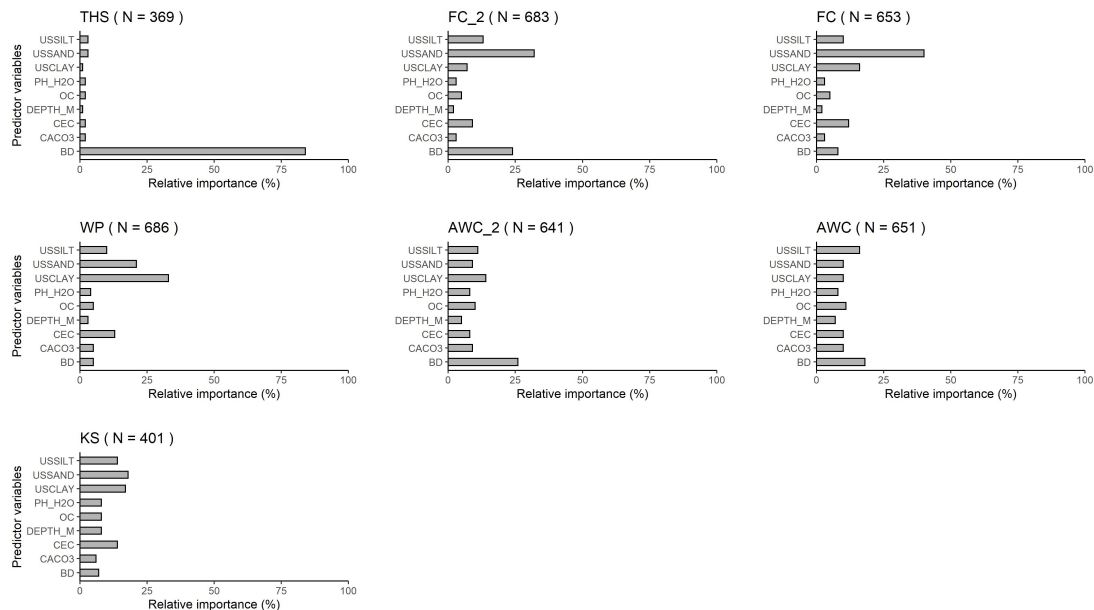 THS ( N = 369 )
Predictor variables
USSILT
USSAND
USCLAY
PH_H2O
OC
DEPTH_M
CEC
CACO3
BD
0 25 50 75 100
Relative importance (%)
FC_2 ( N = 683 )
USSILT
USSAND
USCLAY
PH_H2O
OC
DEPTH_M
CEC
CACO3
BD
0 25 50 75 100
Relative importance (%)
FC ( N = 653 )
USSILT
USSAND
USCLAY
PH_H2O
OC
DEPTH_M
CEC
CACO3
BD
0 25 50 75 100
Relative importance (%)
WP ( N = 686 )
Predictor variables
USSILT
USSAND
USCLAY
PH_H2O
OC
DEPTH_M
CEC
CACO3
BD
0 25 50 75 100
Relative importance (%)
AWC_2 ( N = 641 )
USSILT
USSAND
USCLAY
PH_H2O
OC
DEPTH_M
CEC
CACO3
BD
0 25 50 75 100
Relative importance (%)
AWC ( N = 651 )
USSILT
USSAND
USCLAY
PH_H2O
OC
DEPTH_M
CEC
CACO3
BD
0 25 50 75 100
Relative importance (%)
KS ( N = 401 )
Predictor variables
USSILT
USSAND
USCLAY
PH_H2O
OC
DEPTH_M
CEC
CACO3
BD
0 25 50 75 100
Relative importance (%)